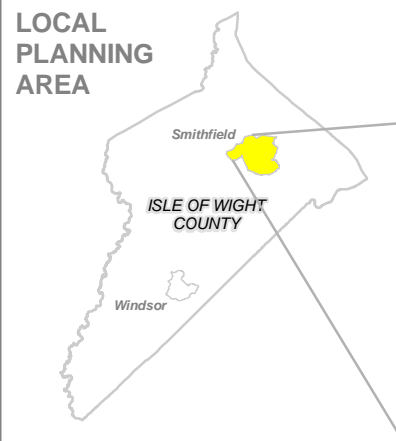 LOCAL
PLANNING
AREA
Smithfield
ISLE OF WIGHT
COUNTY
Windsor